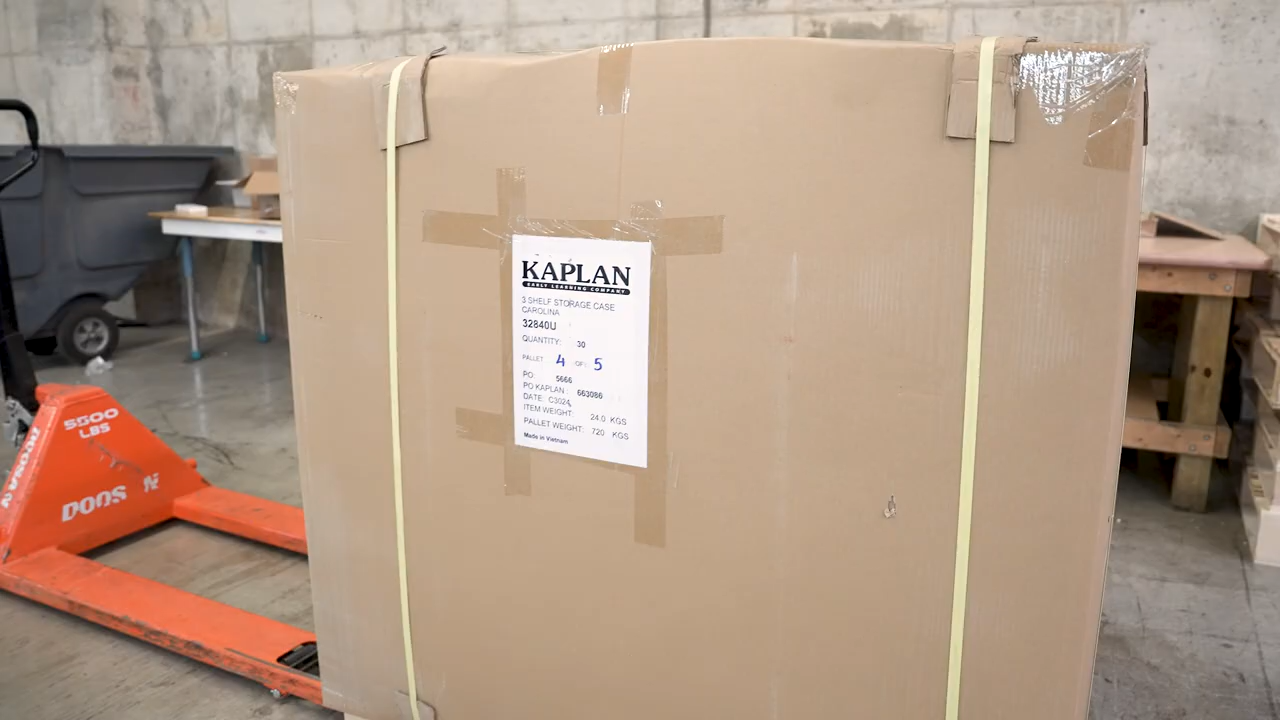 KAPLAN
EARLY LEARNING COMPANY
3 SHELF STORAGE CASE
CAROLINA
32840U
QUANTITY: 30
PALLET: 4 OF: 5
PO: 5666
PO KAPLAN : 663086
DATE: C3024
ITEM WEIGHT: 24.0 KGS
PALLET WEIGHT: 720 KGS
Made in Vietnam
5500
LBS
DOOS N